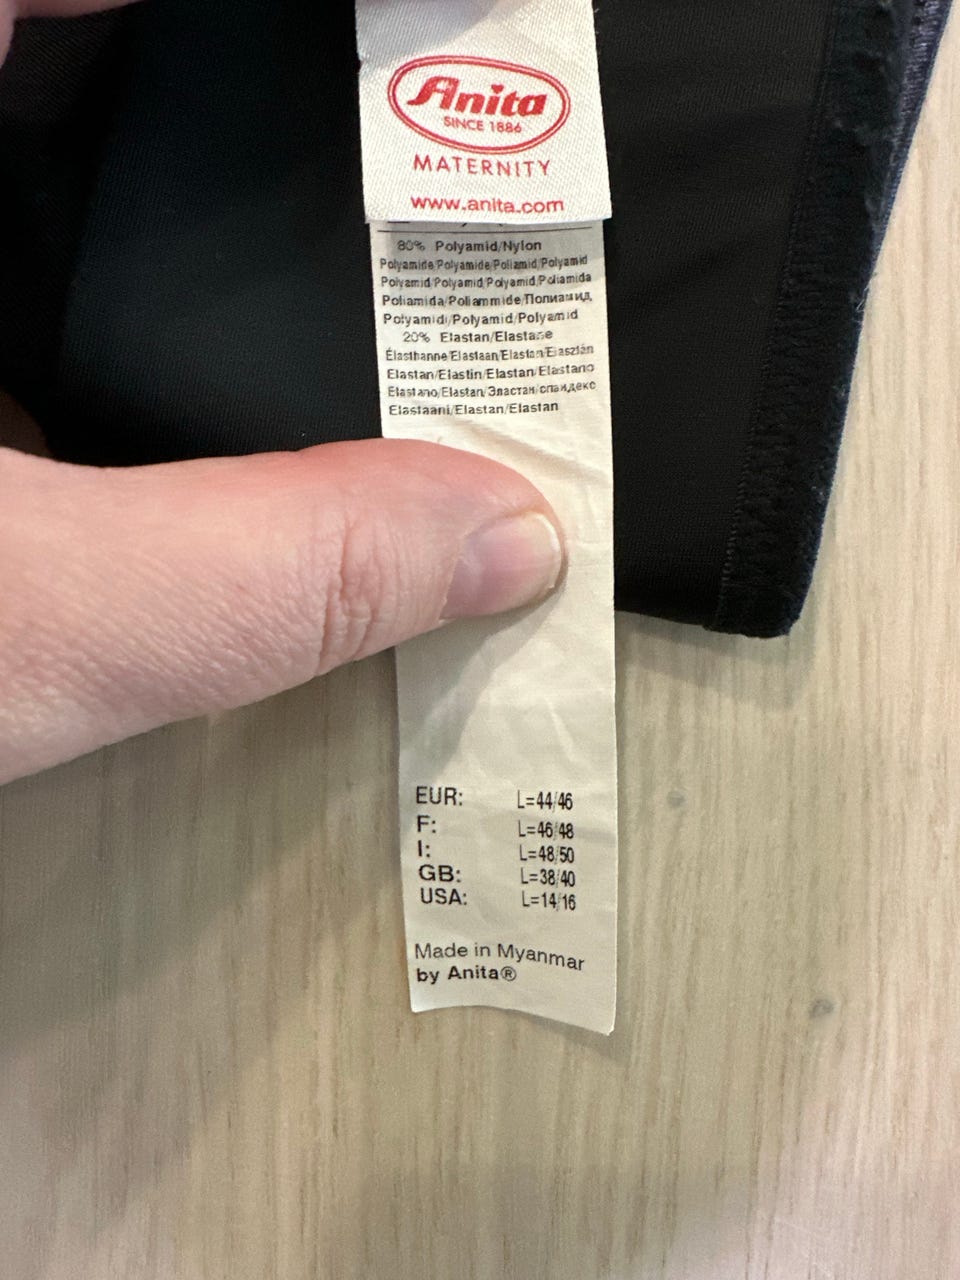 Anita
SINCE 1886
MATERNITY
www.anita.com
80% Polyamid/Nylon
Polyamide/Polyamide/Poliamid/Polyamid
Polyamid/Polyamid/Polyamid/Poliamida
Poliamida/Poliammide/Полиамид,
Polyamidi/Polyamid/Polyamid
20% Elastan/Elastane
Élasthanne/Elastaan/Elastan/Elasztán
Elastan/Elastin/Elastan/Elastano
Elastano/Elastan/Эластан/спандекс
Elastaani/Elastan/Elastan
EUR: L=44/46
F: L=46/48
I: L=48/50
GB: L=38/40
USA: L=14/16
Made in Myanmar
by Anita®